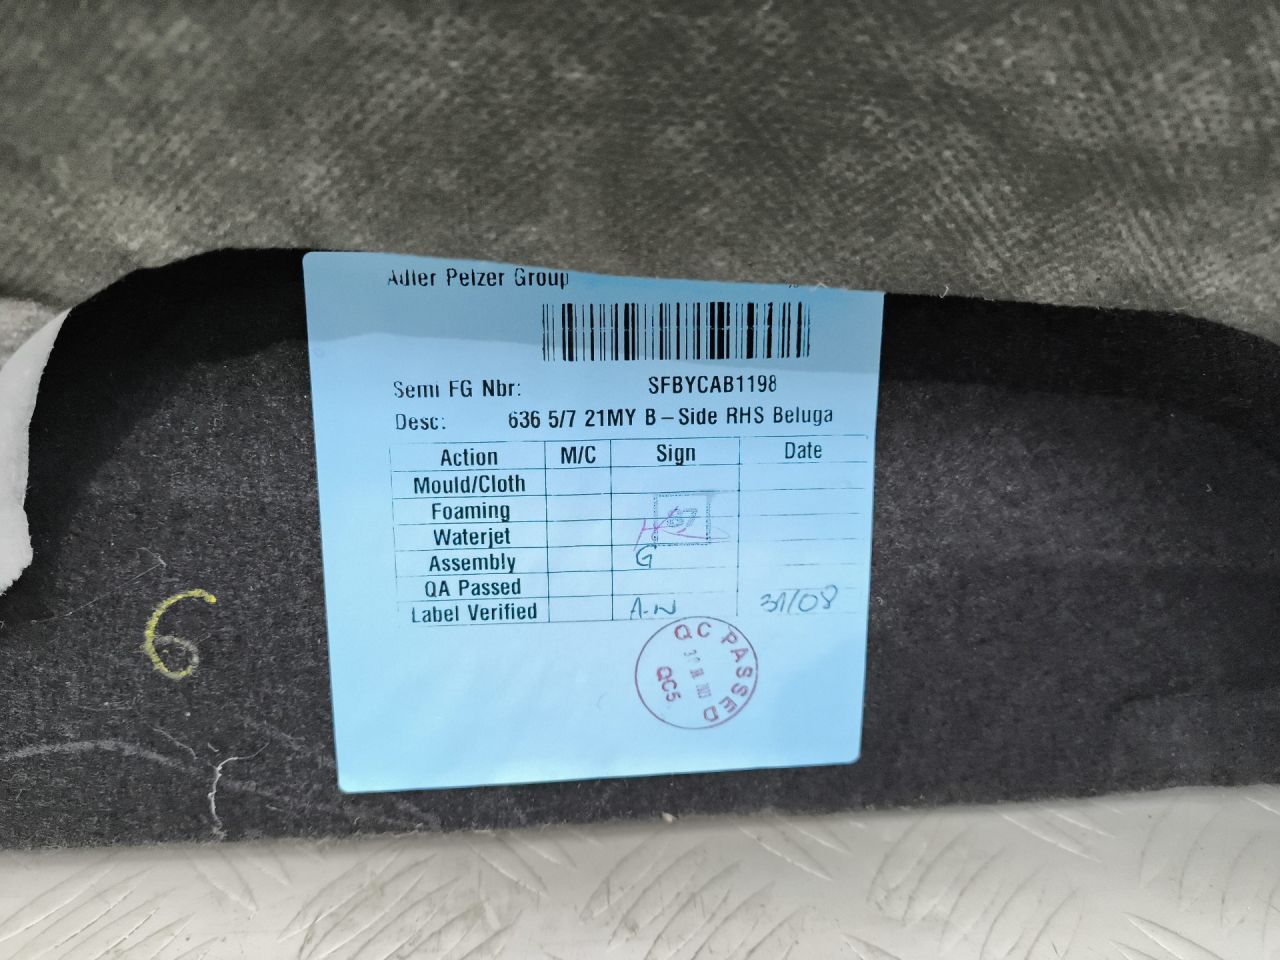 Adler Pelzer Group
Semi FG Nbr: SFBYCAB1198
Desc: 636 5/7 21MY B-Side RHS Beluga
Action M/C Sign Date
Mould/Cloth
Foaming
Waterjet
Assembly G
QA Passed
Label Verified A.N 31/08
QC PASSED
QC5
6